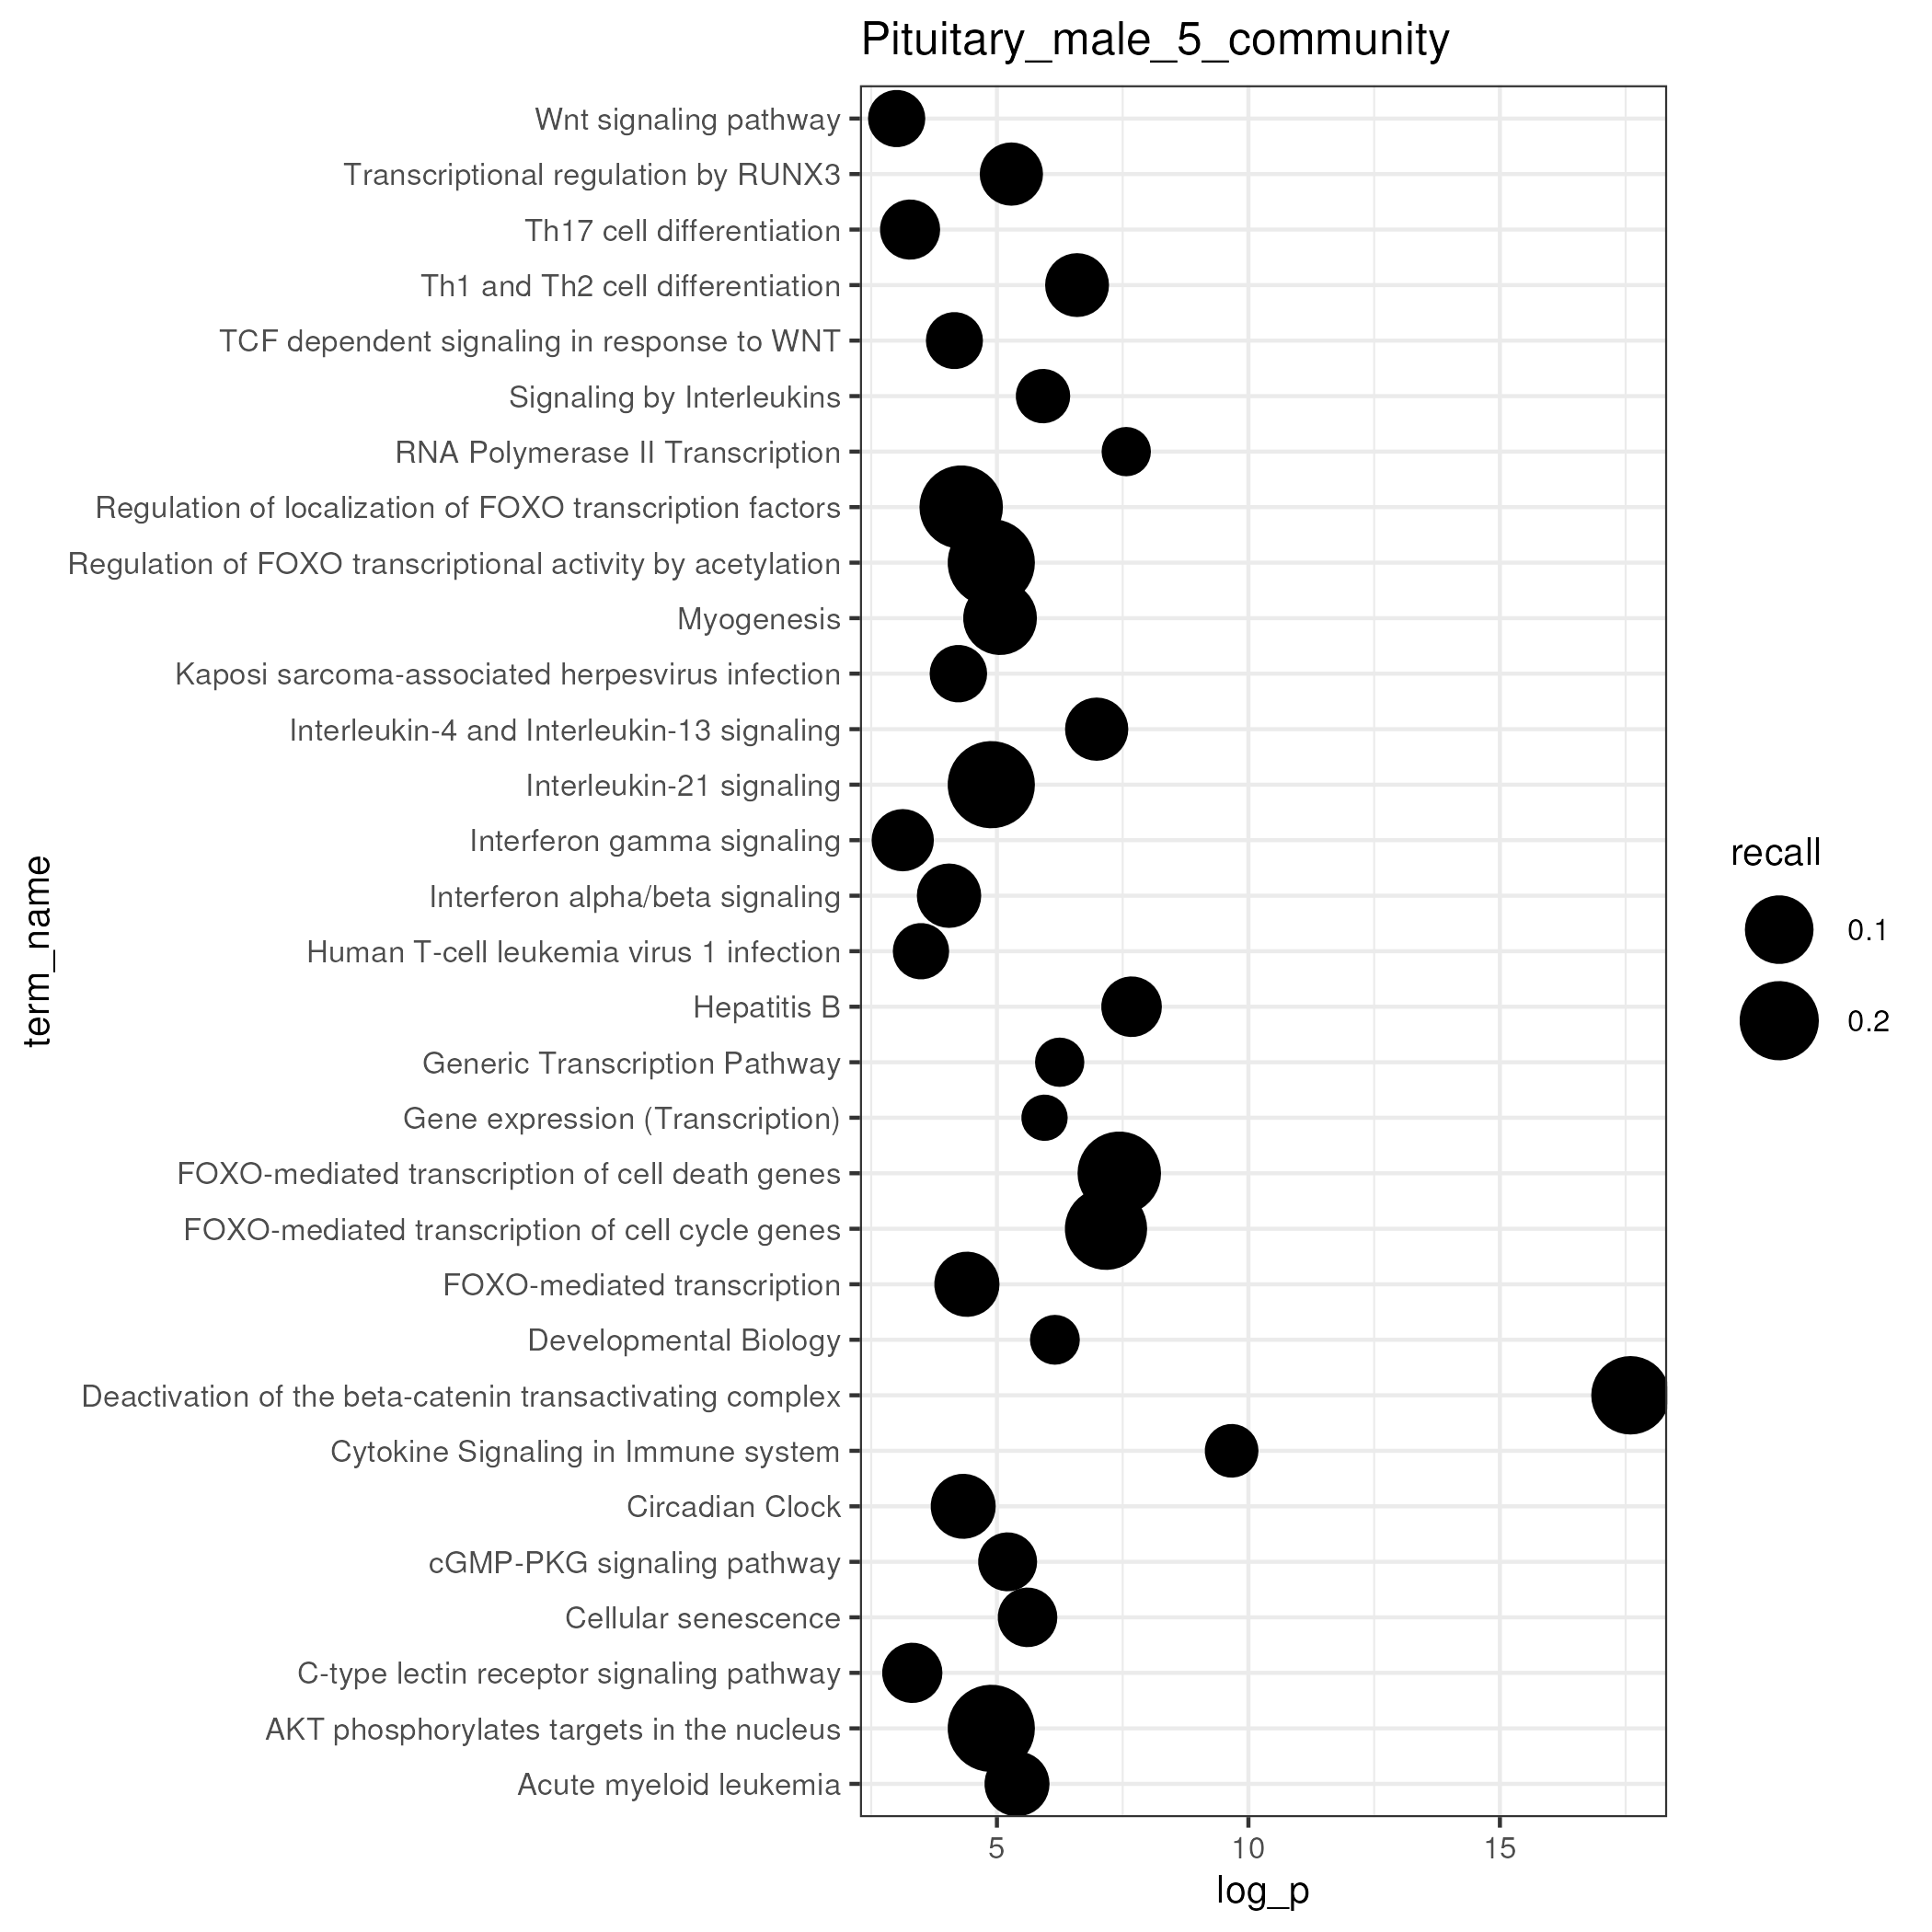 Pituitary_male_5_community
Wnt signaling pathway
Transcriptional regulation by RUNX3
Th17 cell differentiation
Th1 and Th2 cell differentiation
TCF dependent signaling in response to WNT
Signaling by Interleukins
RNA Polymerase II Transcription
Regulation of localization of FOXO transcription factors
Regulation of FOXO transcriptional activity by acetylation
Myogenesis
Kaposi sarcoma-associated herpesvirus infection
Interleukin-4 and Interleukin-13 signaling
Interleukin-21 signaling
Interferon gamma signaling
Interferon alpha/beta signaling
Human T-cell leukemia virus 1 infection
Hepatitis B
Generic Transcription Pathway
Gene expression (Transcription)
FOXO-mediated transcription of cell death genes
FOXO-mediated transcription of cell cycle genes
FOXO-mediated transcription
Developmental Biology
Deactivation of the beta-catenin transactivating complex
Cytokine Signaling in Immune system
Circadian Clock
cGMP-PKG signaling pathway
Cellular senescence
C-type lectin receptor signaling pathway
AKT phosphorylates targets in the nucleus
Acute myeloid leukemia
term_name
5 10 15
log_p
recall
0.1
0.2